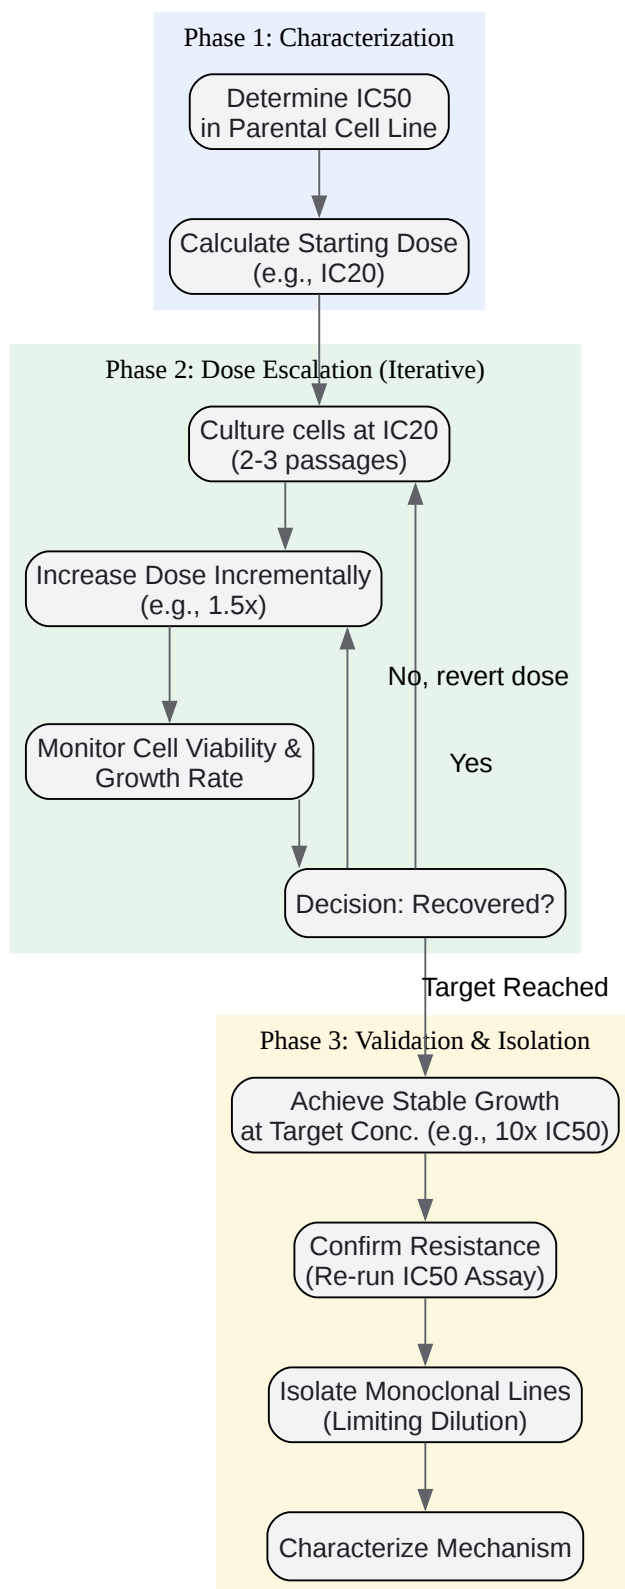 Phase 1: Characterization
Determine IC50
in Parental Cell Line
Calculate Starting Dose
(e.g., IC20)
Phase 2: Dose Escalation (Iterative)
Culture cells at IC20
(2-3 passages)
Increase Dose Incrementally
(e.g., 1.5x)
No, revert dose
Monitor Cell Viability &
Growth Rate
Yes
Decision: Recovered?
Target Reached
Phase 3: Validation & Isolation
Achieve Stable Growth
at Target Conc. (e.g., 10x IC50)
Confirm Resistance
(Re-run IC50 Assay)
Isolate Monoclonal Lines
(Limiting Dilution)
Characterize Mechanism